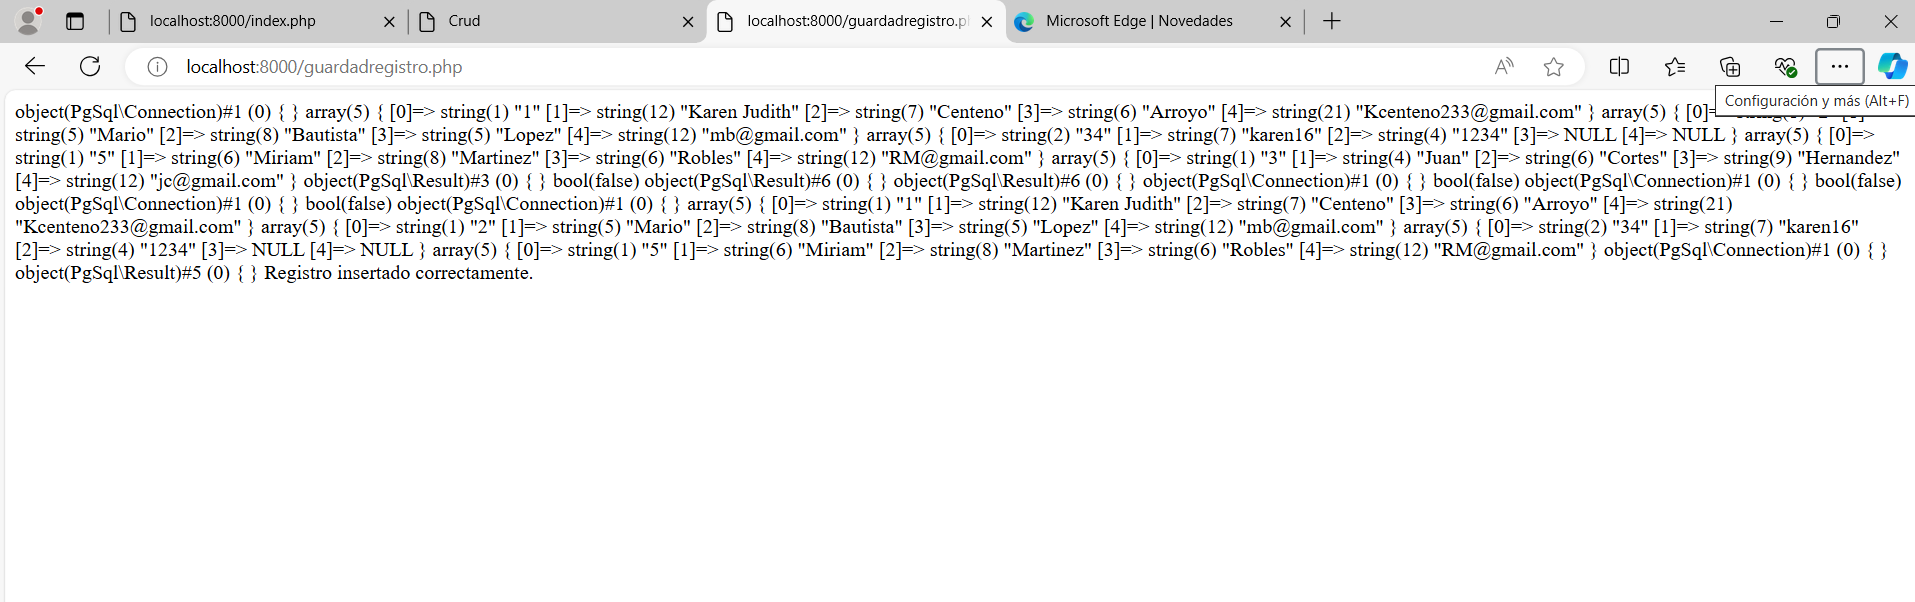 localhost:8000/index.php
Crud
localhost:8000/guardadregistro.p
Microsoft Edge | Novedades
localhost:8000/guardadregistro.php
Configuración y más (Alt+F)
object(PgSql\Connection)#1 (0) { } array(5) { [0]=> string(1) "1" [1]=> string(12) "Karen Judith" [2]=> string(7) "Centeno" [3]=> string(6) "Arroyo" [4]=> string(21) "Kcenteno233@gmail.com" } array(5) { [0]=
string(5) "Mario" [2]=> string(8) "Bautista" [3]=> string(5) "Lopez" [4]=> string(12) "mb@gmail.com" } array(5) { [0]=> string(2) "34" [1]=> string(7) "karen16" [2]=> string(4) "1234" [3]=> NULL [4]=> NULL } array(5) { [0]=>
string(1) "5" [1]=> string(6) "Miriam" [2]=> string(8) "Martinez" [3]=> string(6) "Robles" [4]=> string(12) "RM@gmail.com" } array(5) { [0]=> string(1) "3" [1]=> string(4) "Juan" [2]=> string(6) "Cortes" [3]=> string(9) "Hernandez"
[4]=> string(12) "jc@gmail.com" } object(PgSql\Result)#3 (0) { } bool(false) object(PgSql\Result)#6 (0) { } object(PgSql\Result)#6 (0) { } object(PgSql\Connection)#1 (0) { } bool(false) object(PgSql\Connection)#1 (0) { } bool(false)
object(PgSql\Connection)#1 (0) { } bool(false) object(PgSql\Connection)#1 (0) { } array(5) { [0]=> string(1) "1" [1]=> string(12) "Karen Judith" [2]=> string(7) "Centeno" [3]=> string(6) "Arroyo" [4]=> string(21)
"Kcenteno233@gmail.com" } array(5) { [0]=> string(1) "2" [1]=> string(5) "Mario" [2]=> string(8) "Bautista" [3]=> string(5) "Lopez" [4]=> string(12) "mb@gmail.com" } array(5) { [0]=> string(2) "34" [1]=> string(7) "karen16"
[2]=> string(4) "1234" [3]=> NULL [4]=> NULL } array(5) { [0]=> string(1) "5" [1]=> string(6) "Miriam" [2]=> string(8) "Martinez" [3]=> string(6) "Robles" [4]=> string(12) "RM@gmail.com" } object(PgSql\Connection)#1 (0) { }
object(PgSql\Result)#5 (0) { } Registro insertado correctamente.